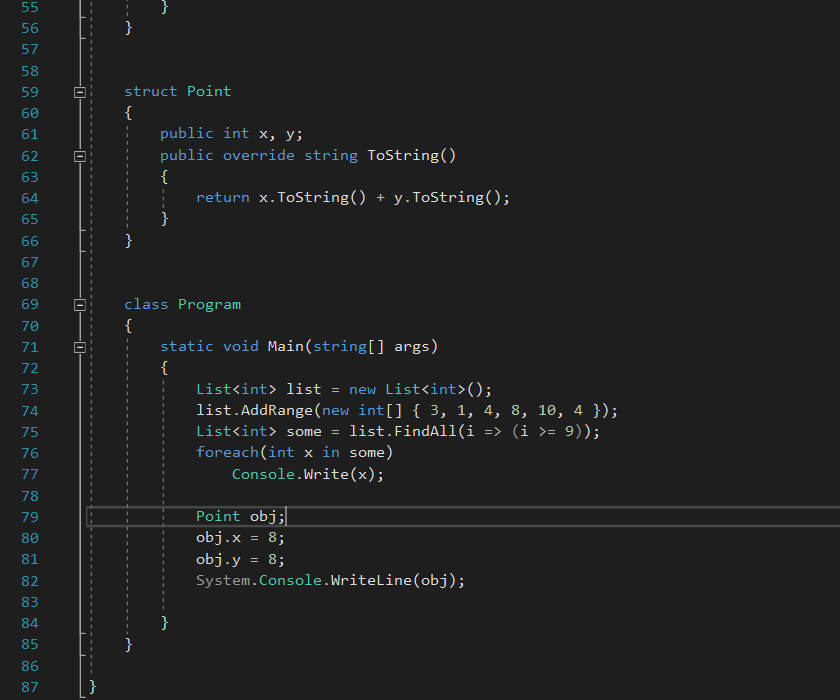 55 }
56 }
57
58
59 struct Point
60 {
61 public int x, y;
62 public override string ToString()
63 {
64 return x.ToString() + y.ToString();
65 }
66 }
67
68
69 class Program
70 {
71 static void Main(string[] args)
72 {
73 List<int> list = new List<int>();
74 list.AddRange(new int[] { 3, 1, 4, 8, 10, 4 });
75 List<int> some = list.FindAll(i => (i >= 9));
76 foreach(int x in some)
77 Console.Write(x);
78
79 Point obj;
80 obj.x = 8;
81 obj.y = 8;
82 System.Console.WriteLine(obj);
83
84 }
85 }
86
87 }